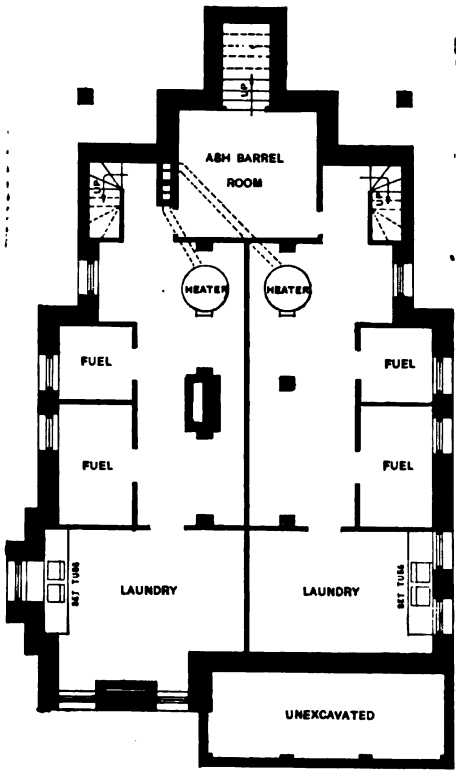 UP
ASH BARREL
ROOM
UP
UP
HEATER
HEATER
FUEL
FUEL
FUEL
FUEL
SET TUBS
LAUNDRY
LAUNDRY
SET TUBS
UNEXCAVATED